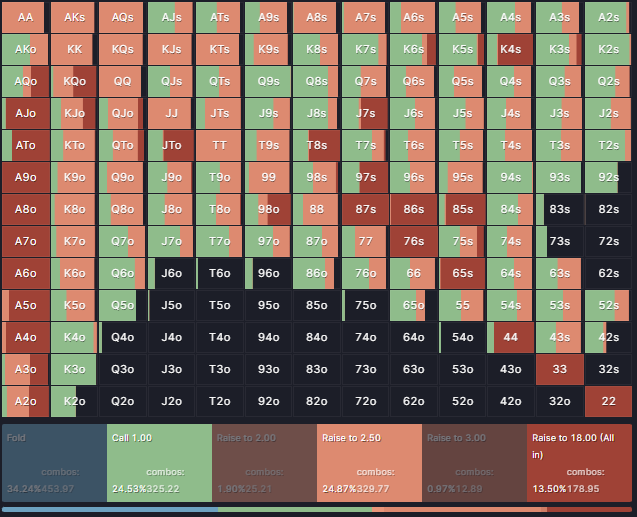 AA AKs AQs AJs ATs A9s A8s A7s A6s A5s A4s A3s A2s
AKo KK KQs KJs KTs K9s K8s K7s K6s K5s K4s K3s K2s
AQo KQo QQ QJs QTs Q9s Q8s Q7s Q6s Q5s Q4s Q3s Q2s
AJo KJo QJo JJ JTs J9s J8s J7s J6s J5s J4s J3s J2s
ATo KTo QTo JTo TT T9s T8s T7s T6s T5s T4s T3s T2s
A9o K9o Q9o J9o T9o 99 98s 97s 96s 95s 94s 93s 92s
A8o K8o Q8o J8o T8o 98o 88 87s 86s 85s 84s 83s 82s
A7o K7o Q7o J7o T7o 97o 87o 77 76s 75s 74s 73s 72s
A6o K6o Q6o J6o T6o 96o 86o 76o 66 65s 64s 63s 62s
A5o K5o Q5o J5o T5o 95o 85o 75o 65o 55 54s 53s 52s
A4o K4o Q4o J4o T4o 94o 84o 74o 64o 54o 44 43s 42s
A3o K3o Q3o J3o T3o 93o 83o 73o 63o 53o 43o 33 32s
A2o K2o Q2o J2o T2o 92o 82o 72o 62o 52o 42o 32o 22
Fold Call 1.00 Raise to 2.00 Raise to 2.50 Raise to 3.00 Raise to 18.00 (All
in)
combos: combos: combos: combos: combos: combos:
34.24%453.97 24.53%325.22 1.90%25.21 24.87%329.77 0.97%12.89 13.50%178.95